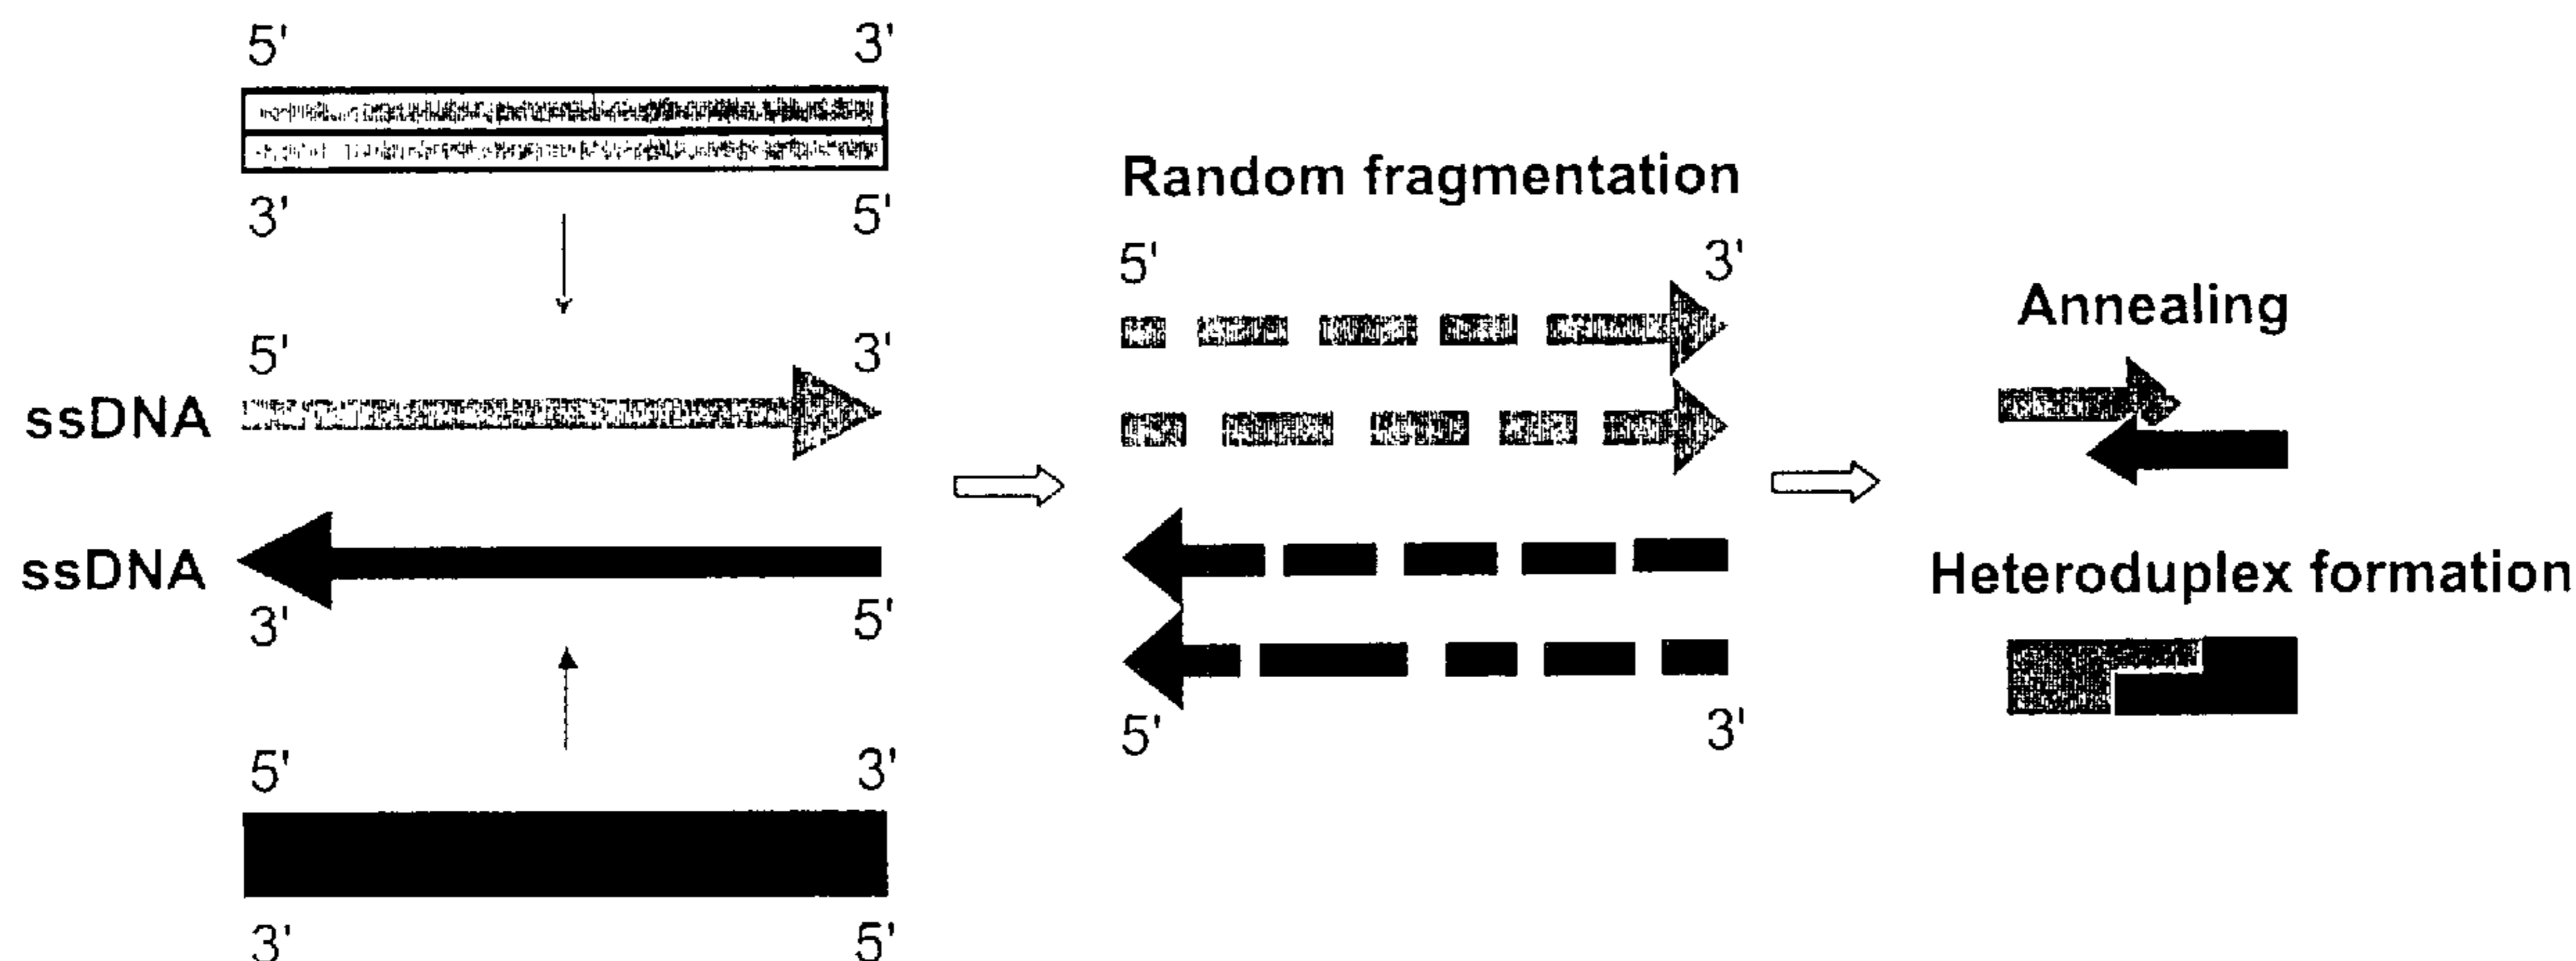 5' 3'
3' 5'
5' 3'
ssDNA
ssDNA
3' 5'
5' 3'
3' 5'
Random fragmentation
5' 3'
5' 3'
Annealing
Heteroduplex formation